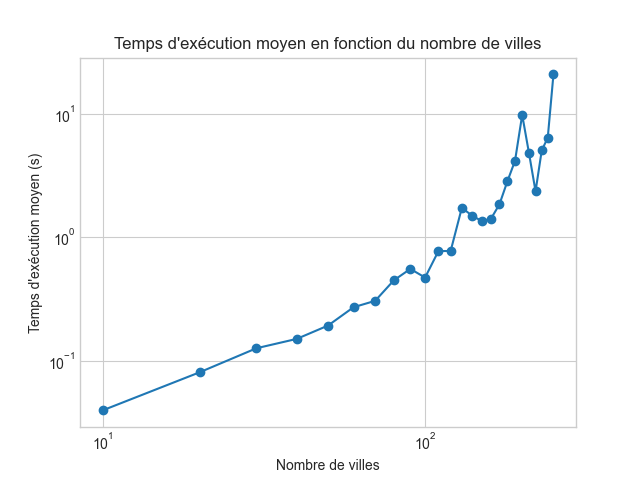 Temps d'exécution moyen en fonction du nombre de villes
Temps d'exécution moyen (s)
10¹
10⁰
10⁻¹
10¹
10²
Nombre de villes